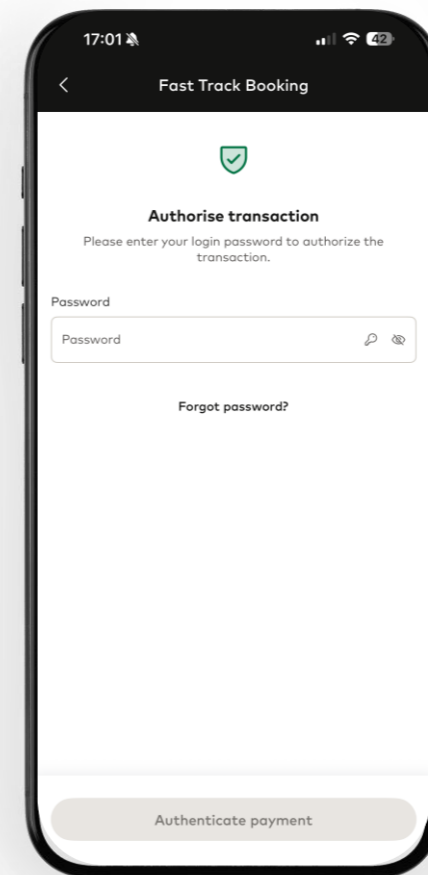 17:01
42
Fast Track Booking
Authorise transaction
Please enter your login password to authorize the
transaction.
Password
Password
Forgot password?
Authenticate payment